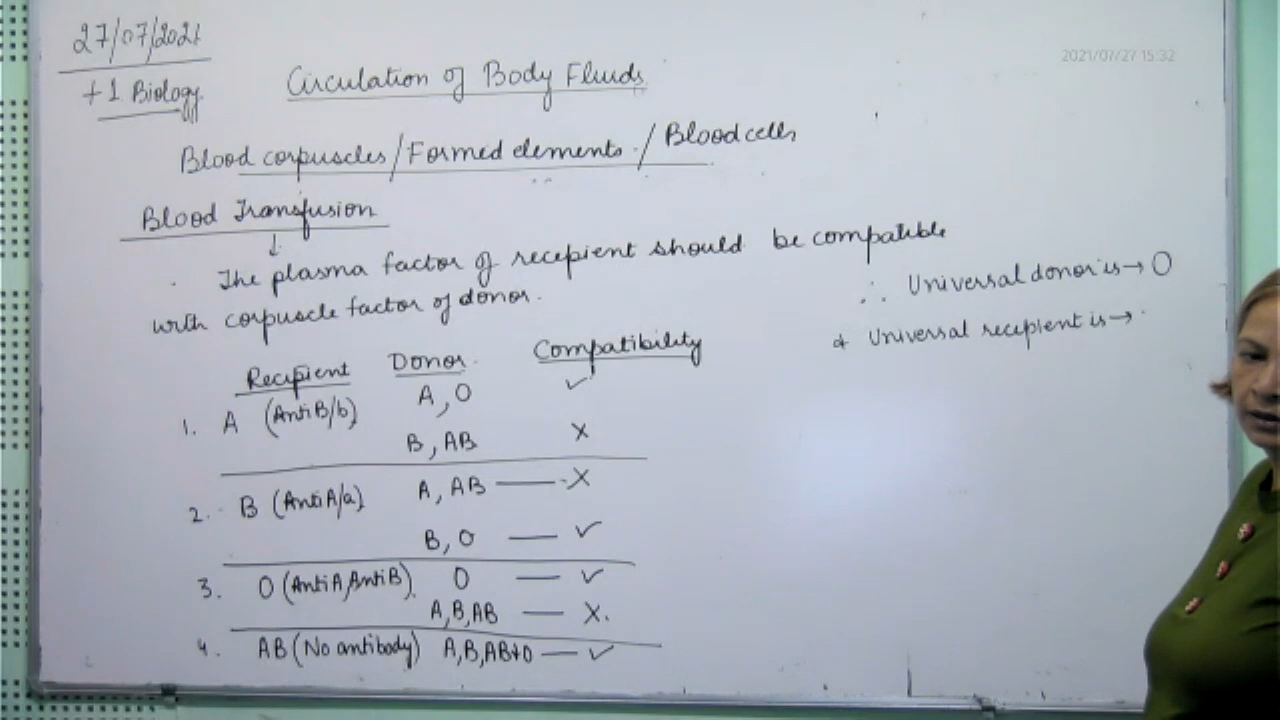 27/07/2021
+1 Biology
2021/07/27 15:32
Circulation of Body Fluids
Blood corpuscles/Formed elements./Blood cells
Blood Transfusion
↓
The plasma factor of recepient should be compatible
with corpuscle factor of donor.
∴ Universal donor is → O
& Universal recepient is →
Recipient Donor Compatibility
1. A (Anti B/b) A, O ✓
B, AB X
2. B (Anti A/a) A, AB — X
B, O — ✓
3. O (Anti A, Anti B) O — ✓
A, B, AB — X.
4. AB (No antibody) A, B, AB+O — ✓